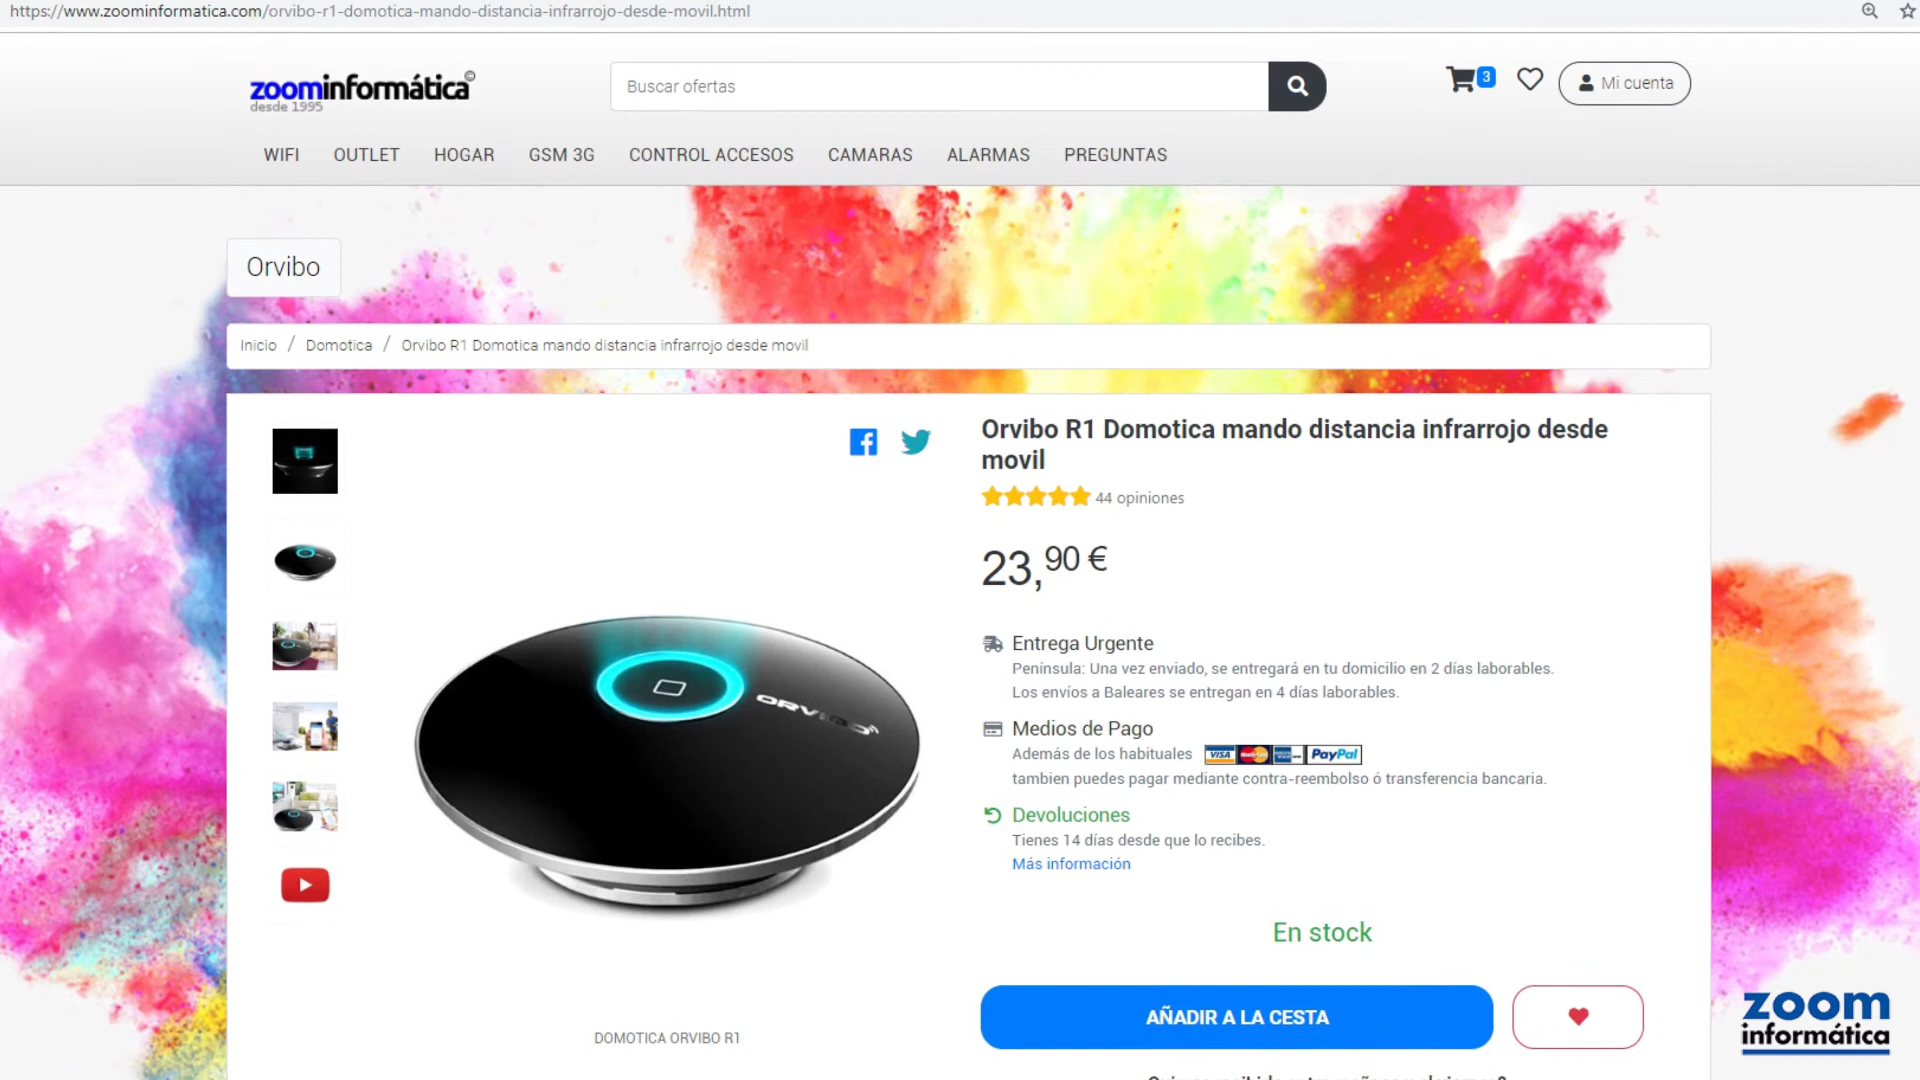 https://www.zoominformatica.com/orvibo-r1-domotica-mando-distancia-infrarrojo-desde-movil.html
zoominformática©
desde 1995
Buscar ofertas
3
Mi cuenta
WIFI OUTLET HOGAR GSM 3G CONTROL ACCESOS CAMARAS ALARMAS PREGUNTAS
Orvibo
Inicio / Domotica / Orvibo R1 Domotica mando distancia infrarrojo desde movil
Orvibo R1 Domotica mando distancia infrarrojo desde
movil
44 opiniones
23,90 €
ORVIBO
Entrega Urgente
Península: Una vez enviado, se entregará en tu domicilio en 2 días laborables.
Los envíos a Baleares se entregan en 4 días laborables.
Medios de Pago
Además de los habituales VISA MasterCard PayPal
tambien puedes pagar mediante contra-reembolso ó transferencia bancaria.
Devoluciones
Tienes 14 días desde que lo recibes.
Más información
En stock
AÑADIR A LA CESTA
DOMOTICA ORVIBO R1
zoom
informática